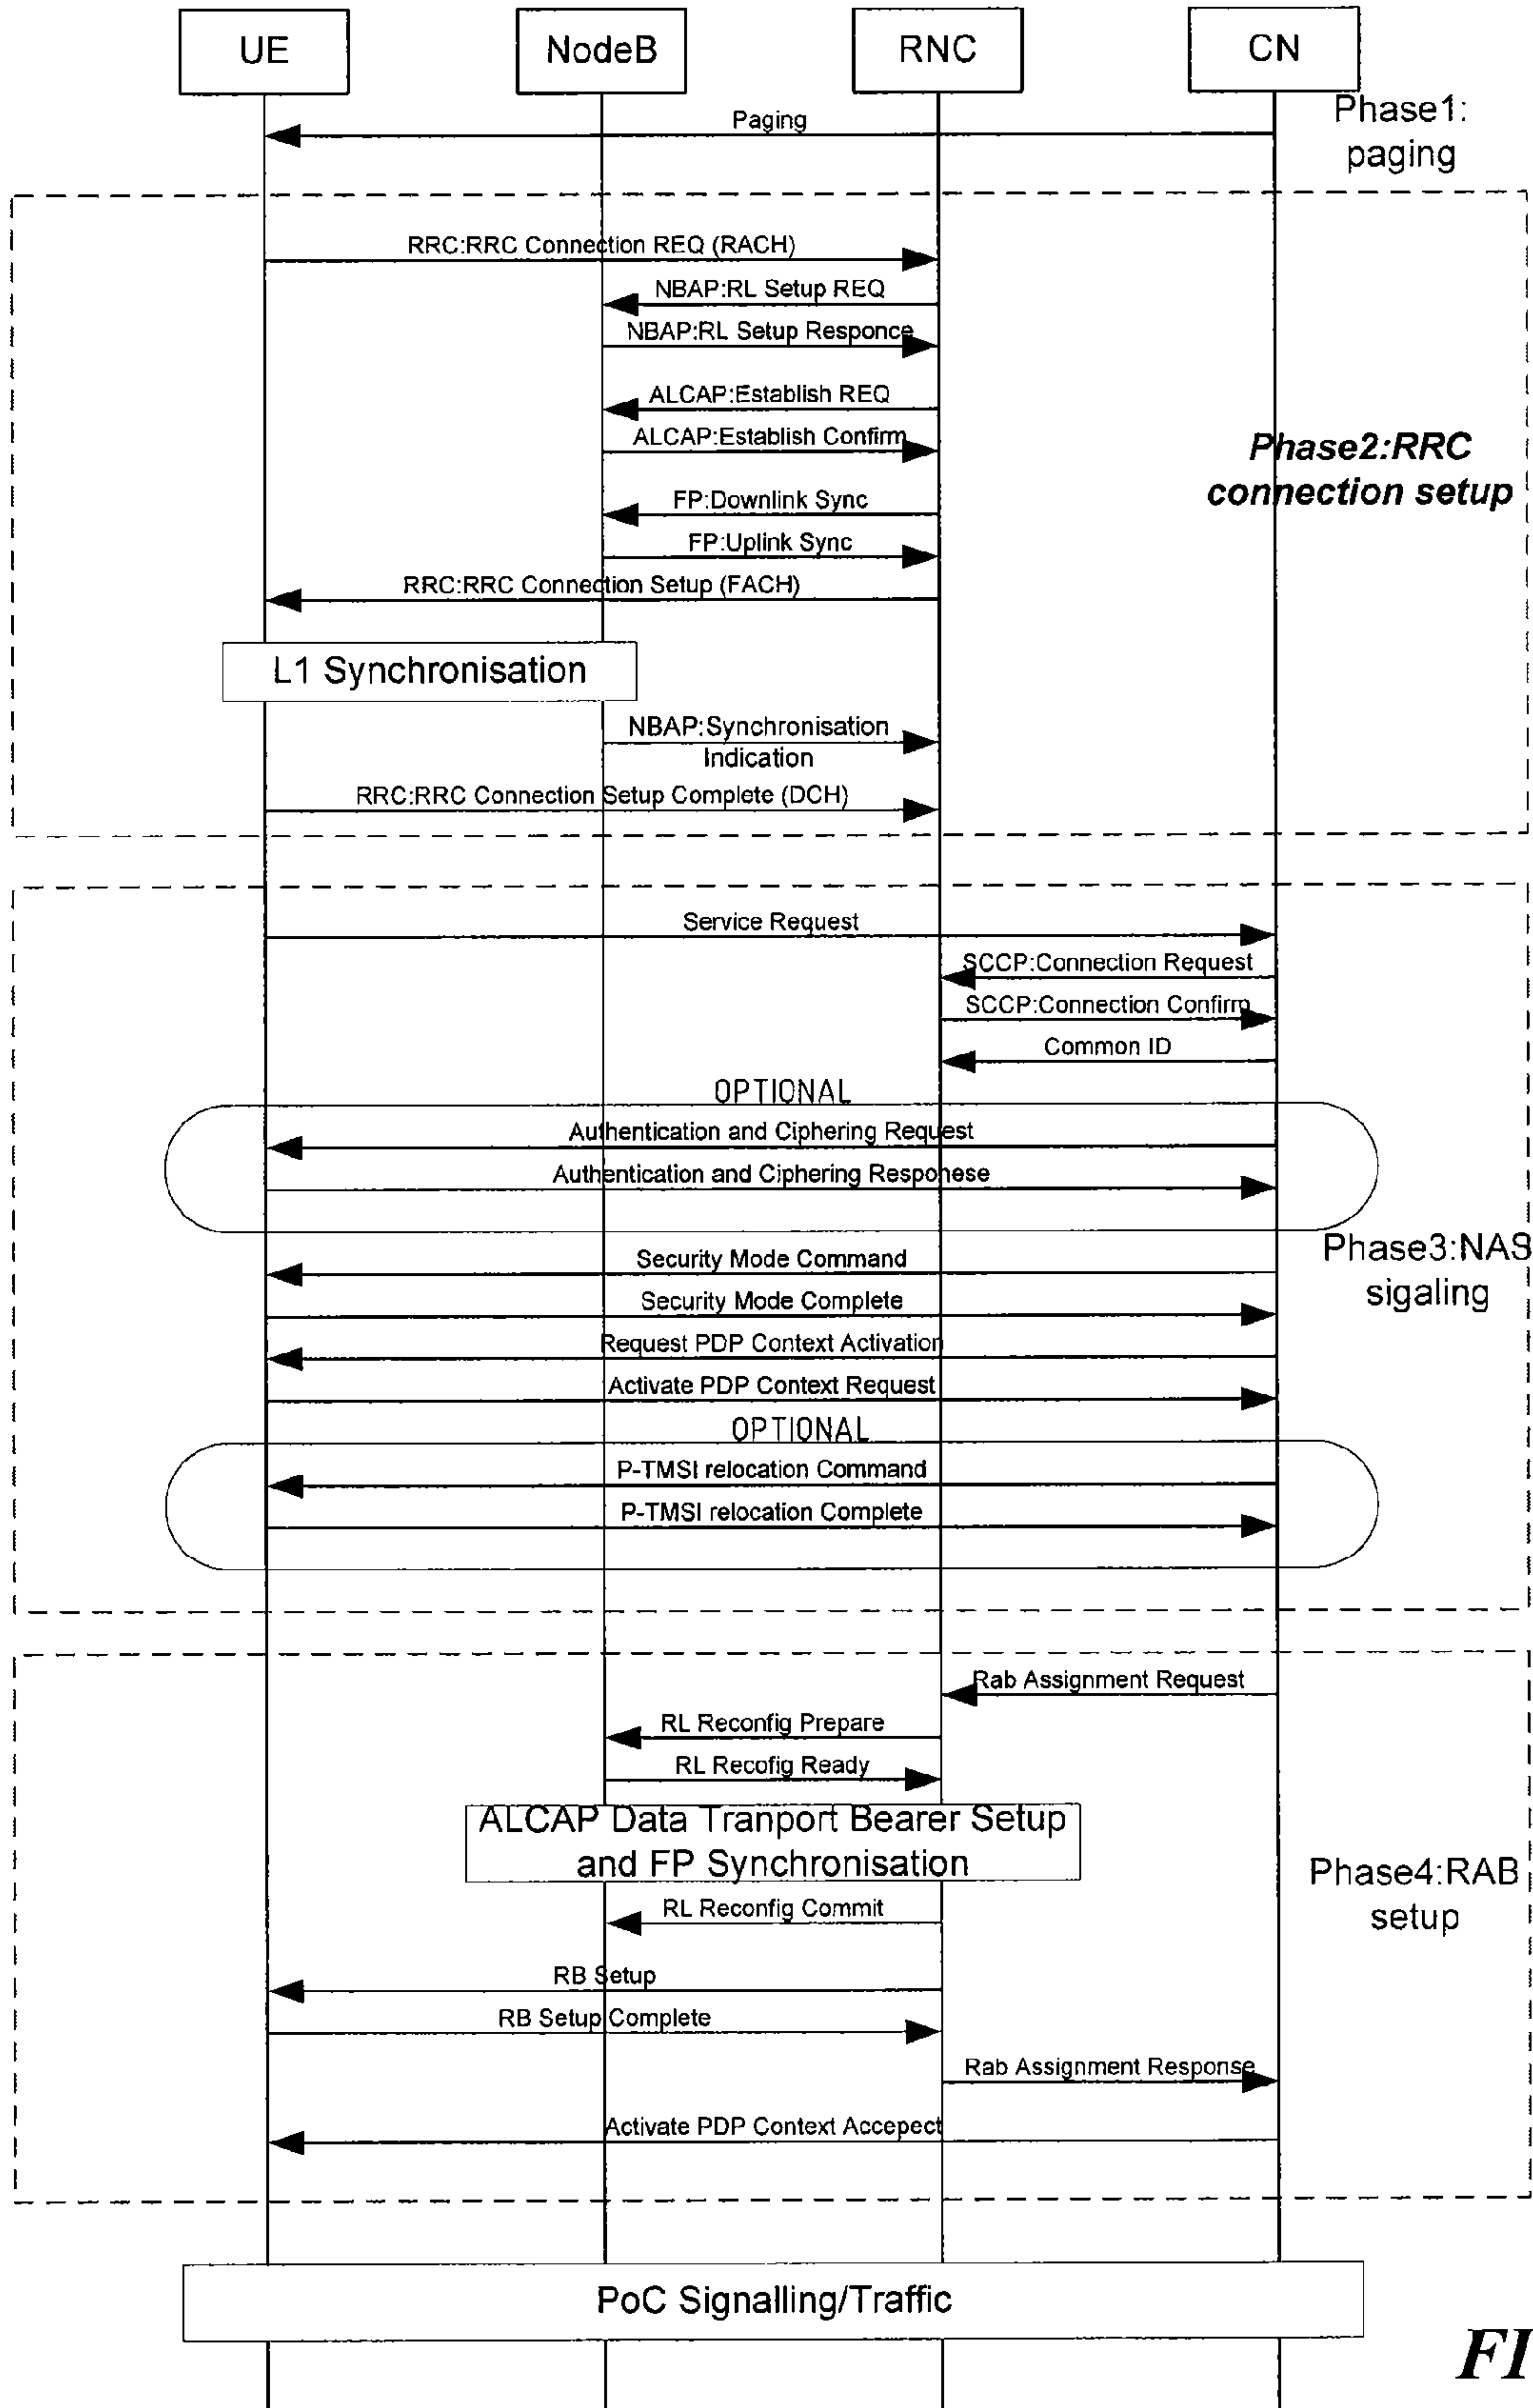 UE
NodeB
RNC
CN
Phase1:
paging
Paging
RRC:RRC Connection REQ (RACH)
NBAP:RL Setup REQ
NBAP:RL Setup Responce
ALCAP:Establish REQ
ALCAP:Establish Confirm
Phase2:RRC
connection setup
FP:Downlink Sync
FP:Uplink Sync
RRC:RRC Connection Setup (FACH)
L1 Synchronisation
NBAP:Synchronisation
Indication
RRC:RRC Connection Setup Complete (DCH)
Service Request
SCCP:Connection Request
SCCP:Connection Confirm
Common ID
OPTIONAL
Authentication and Ciphering Request
Authentication and Ciphering Responese
Phase3:NAS
sigaling
Security Mode Command
Security Mode Complete
Request PDP Context Activation
Activate PDP Context Request
OPTIONAL
P-TMSI relocation Command
P-TMSI relocation Complete
Rab Assignment Request
RL Reconfig Prepare
RL Recofig Ready
ALCAP Data Tranport Bearer Setup
and FP Synchronisation
Phase4:RAB
setup
RL Reconfig Commit
RB Setup
RB Setup Complete
Rab Assignment Response
Activate PDP Context Accepect
PoC Signalling/Traffic
FI